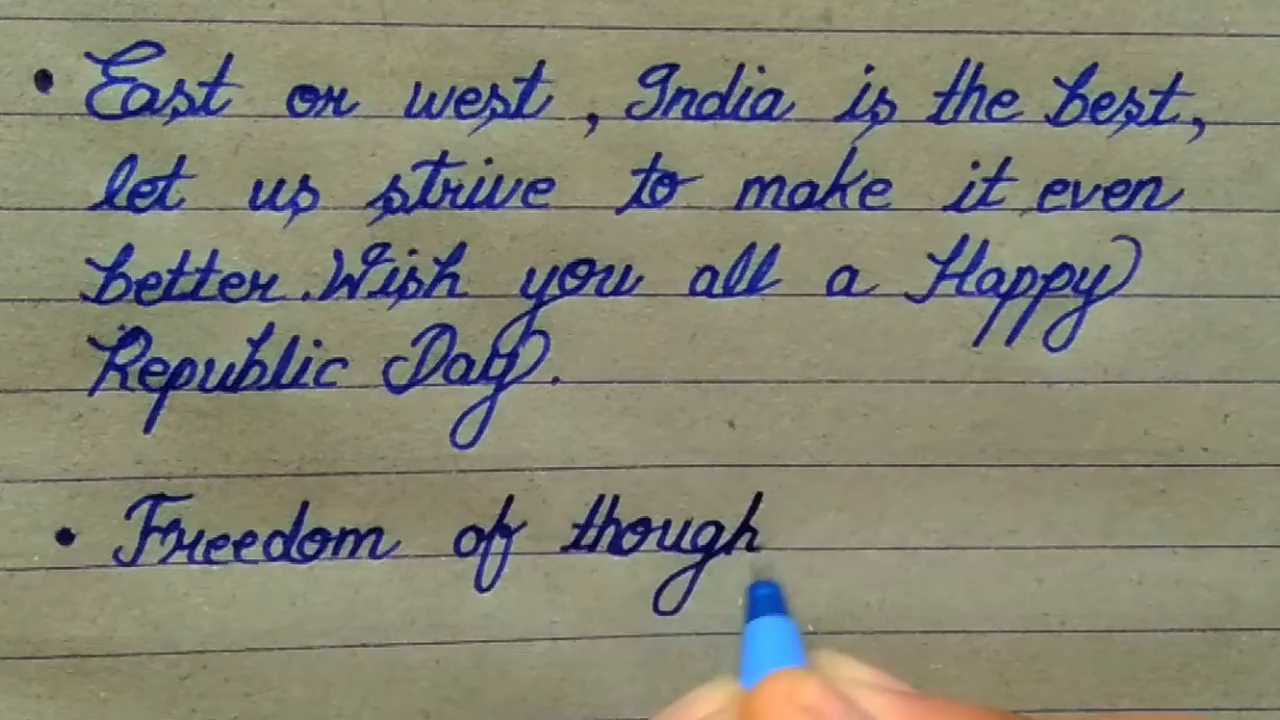 • East or west, India is the best,
let us strive to make it even
better. Wish you all a Happy
Republic Day.
• Freedom of though